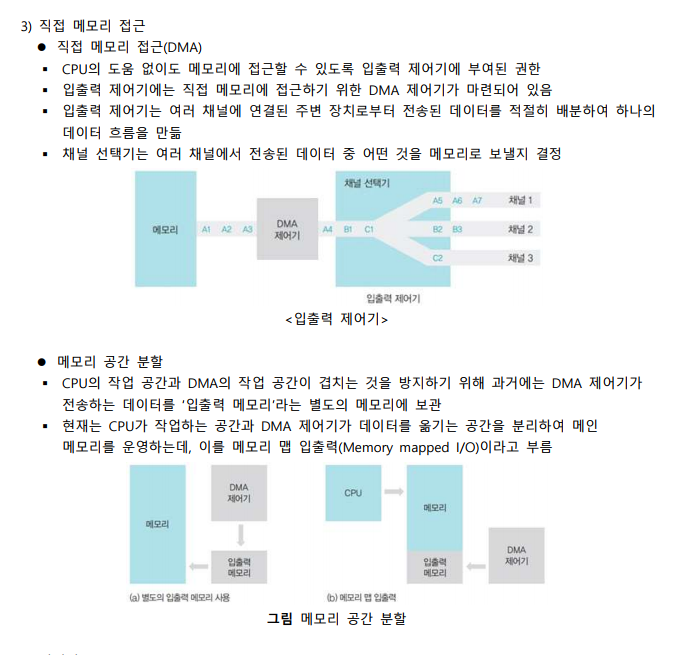 3) 직접 메모리 접근
● 직접 메모리 접근(DMA)
▪ CPU의 도움 없이도 메모리에 접근할 수 있도록 입출력 제어기에 부여된 권한
▪ 입출력 제어기에는 직접 메모리에 접근하기 위한 DMA 제어기가 마련되어 있음
▪ 입출력 제어기는 여러 채널에 연결된 주변 장치로부터 전송된 데이터를 적절히 배분하여 하나의
데이터 흐름을 만듦
▪ 채널 선택기는 여러 채널에서 전송된 데이터 중 어떤 것을 메모리로 보낼지 결정
채널 선택기
A5 A6 A7 채널 1
메모리 A1 A2 A3 DMA 제어기 A4 B1 C1 B2 B3 채널 2
C2 채널 3
입출력 제어기
<입출력 제어기>
● 메모리 공간 분할
▪ CPU의 작업 공간과 DMA의 작업 공간이 겹치는 것을 방지하기 위해 과거에는 DMA 제어기가
전송하는 데이터를 '입출력 메모리'라는 별도의 메모리에 보관
▪ 현재는 CPU가 작업하는 공간과 DMA 제어기가 데이터를 옮기는 공간을 분리하여 메인
메모리를 운영하는데, 이를 메모리 맵 입출력(Memory mapped I/O)이라고 부름
메모리
DMA
제어기
입출력
메모리
(a) 별도의 입출력 메모리 사용
CPU
메모리
입출력
메모리
DMA
제어기
(b) 메모리 맵 입출력
그림 메모리 공간 분할